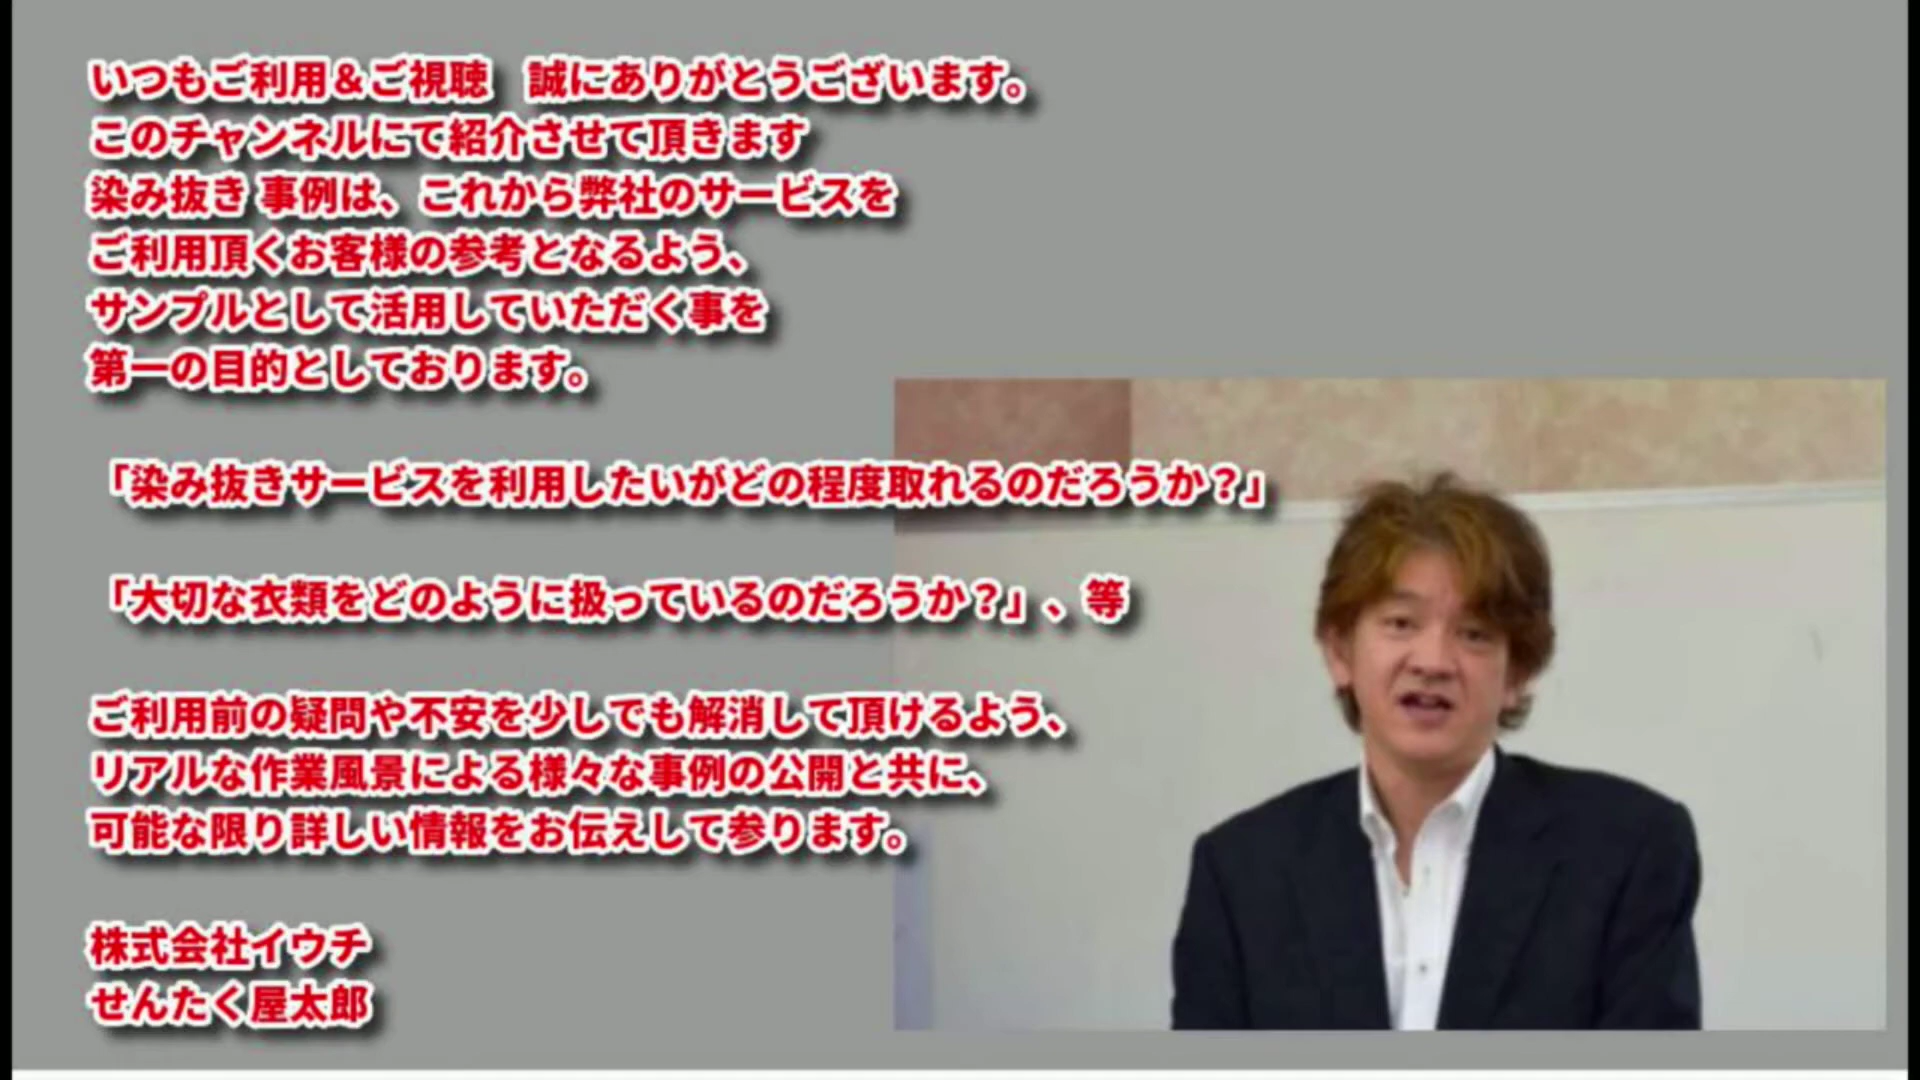 いつもご利用＆ご視聴　誠にありがとうございます。
このチャンネルにて紹介させて頂きます
染み抜き 事例は、これから弊社のサービスを
ご利用頂くお客様の参考となるよう、
サンプルとして活用していただく事を
第一の目的としております。
「染み抜きサービスを利用したいがどの程度取れるのだろうか？」
「大切な衣類をどのように扱っているのだろうか？」、等
ご利用前の疑問や不安を少しでも解消して頂けるよう、
リアルな作業風景による様々な事例の公開と共に、
可能な限り詳しい情報をお伝えして参ります。
株式会社イウチ
せんたく屋太郎